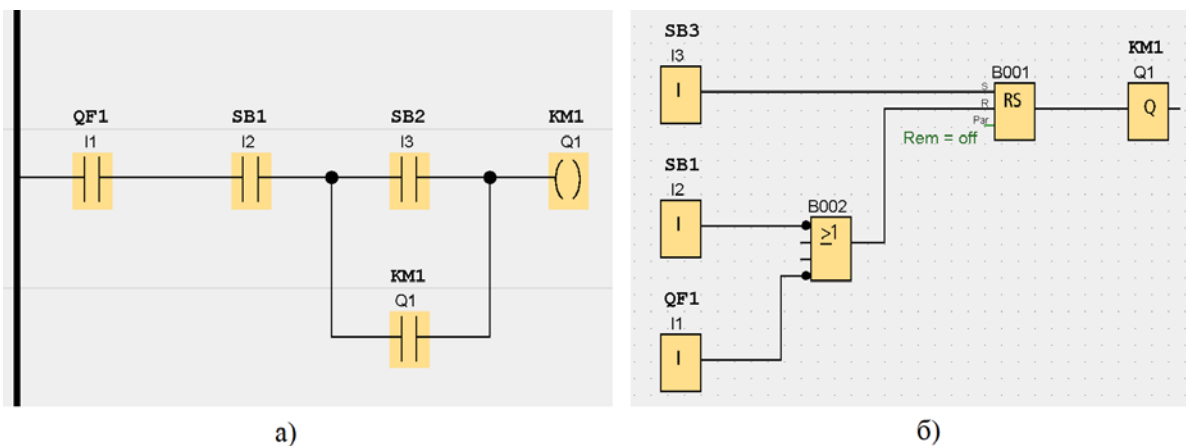 QF1
I1
SB1
I2
SB2
I3
KM1
Q1
KM1
Q1
а)
SB3
I3
I
SB1
I2
I
QF1
I1
I
B002
≥1
B001
S
R
Par
RS
Rem = off
KM1
Q1
Q
б)